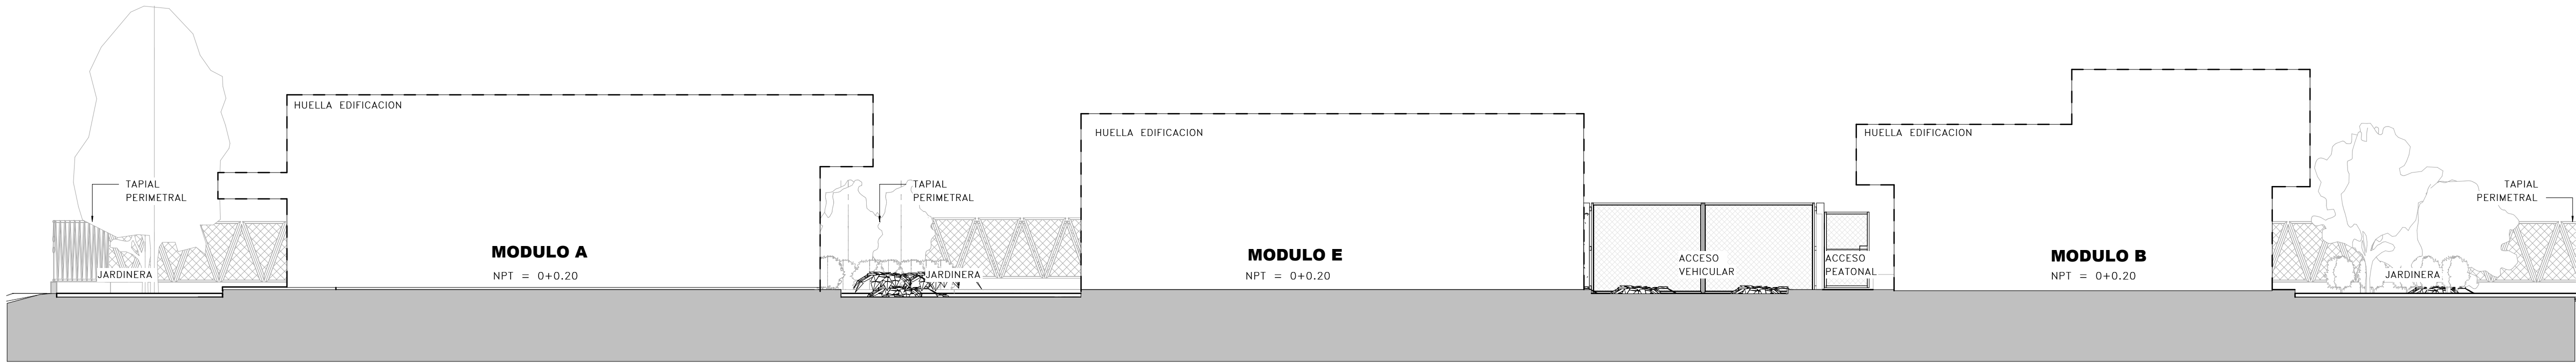 HUELLA EDIFICACION
TAPIAL
PERIMETRAL
JARDINERA
MODULO A
NPT = 0+0.20
TAPIAL
PERIMETRAL
JARDINERA
HUELLA EDIFICACION
MODULO E
NPT = 0+0.20
ACCESO
VEHICULAR
ACCESO
PEATONAL
HUELLA EDIFICACION
MODULO B
NPT = 0+0.20
JARDINERA
TAPIAL
PERIMETRAL